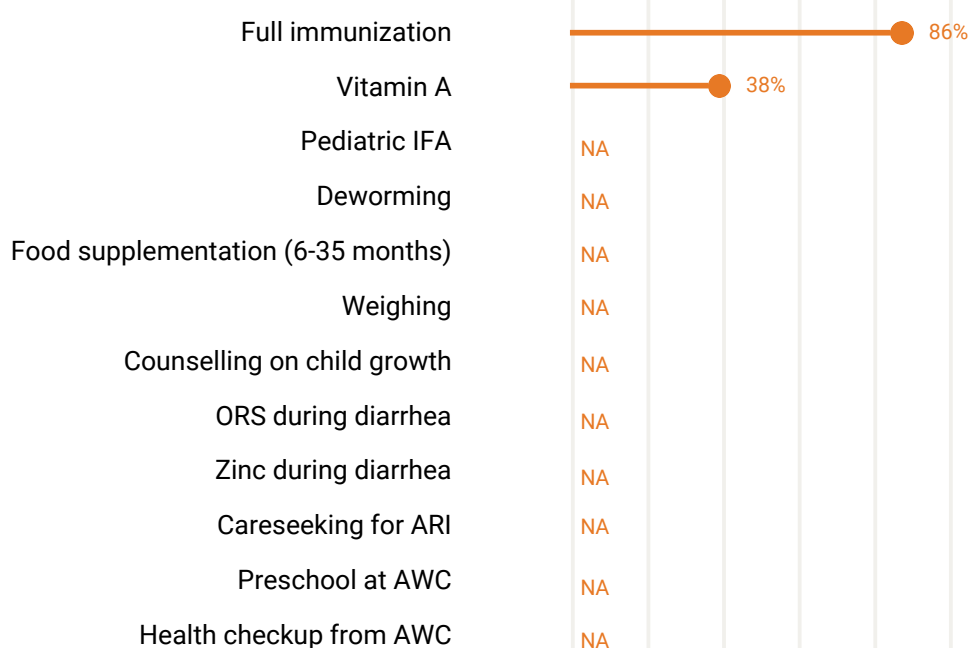 Full immunization 86%
Vitamin A 38%
Pediatric IFA NA
Deworming NA
Food supplementation (6-35 months) NA
Weighing NA
Counselling on child growth NA
ORS during diarrhea NA
Zinc during diarrhea NA
Careseeking for ARI NA
Preschool at AWC NA
Health checkup from AWC NA